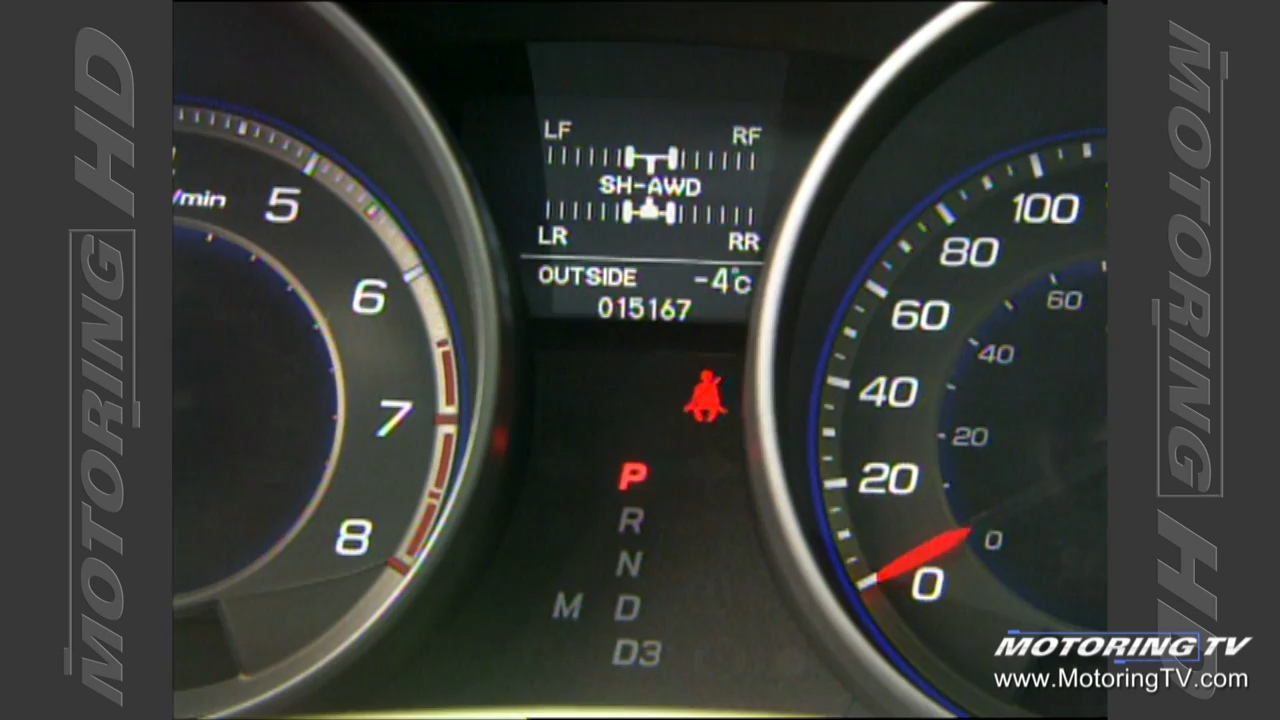 MOTORING HD
/min
5
6
7
8
LF RF
SH-AWD
LR RR
OUTSIDE -4°C
015167
P
R
N
M D
D3
100
80
60
40
20
0
60
40
20
0
MOTORING HD
MOTORING TV
www.MotoringTV.com